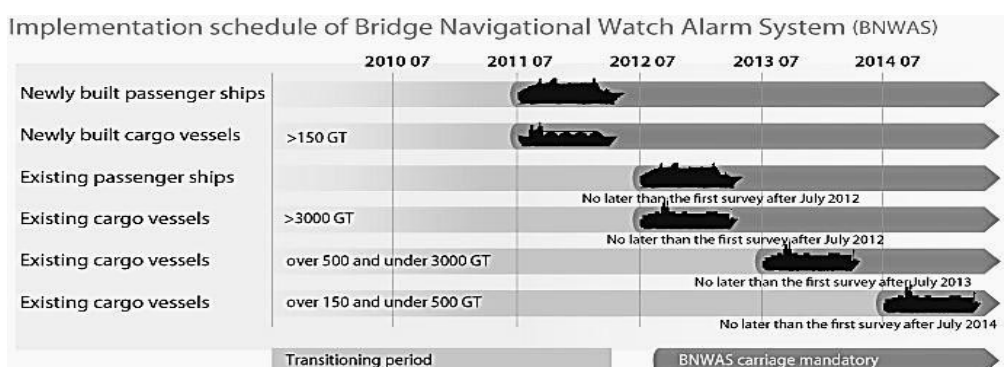 Implementation schedule of Bridge Navigational Watch Alarm System (BNWAS)
2010 07 2011 07 2012 07 2013 07 2014 07
Newly built passenger ships
Newly built cargo vessels >150 GT
Existing passenger ships
No later than the first survey after July 2012
Existing cargo vessels >3000 GT
No later than the first survey after July 2012
Existing cargo vessels over 500 and under 3000 GT
No later than the first survey after July 2013
Existing cargo vessels over 150 and under 500 GT
No later than the first survey after July 2014
Transitioning period BNWAS carriage mandatory